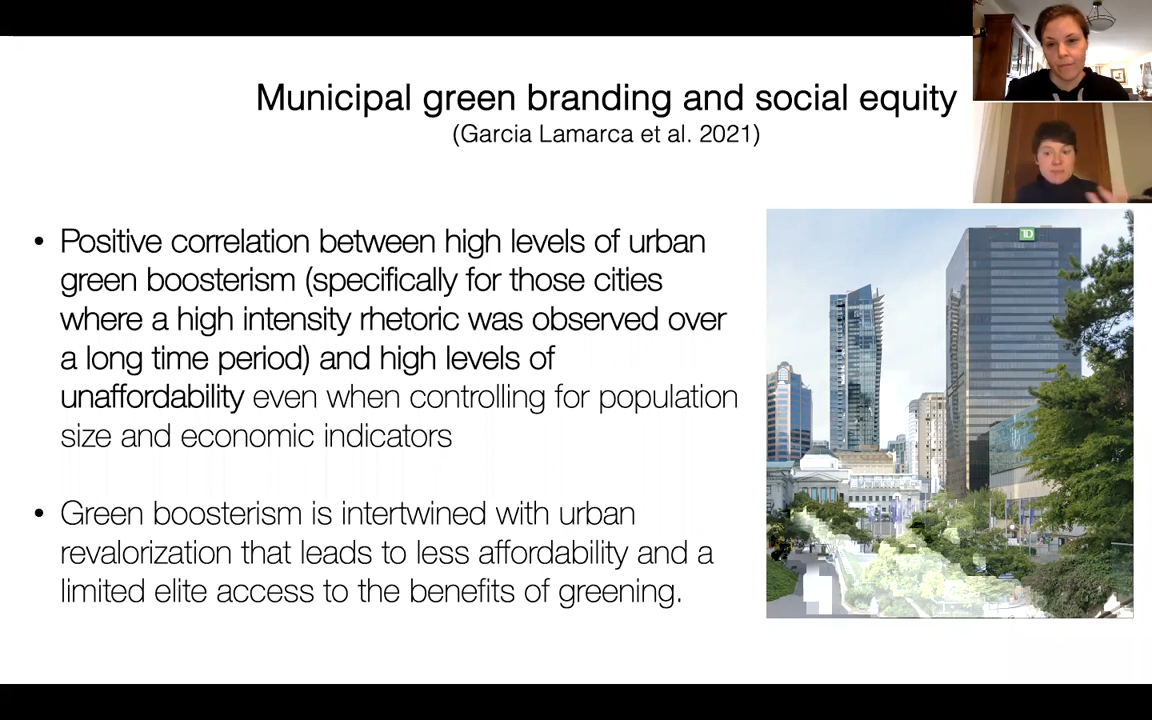 Municipal green branding and social equity
(Garcia Lamarca et al. 2021)
• Positive correlation between high levels of urban
green boosterism (specifically for those cities
where a high intensity rhetoric was observed over
a long time period) and high levels of
unaffordability even when controlling for population
size and economic indicators
• Green boosterism is intertwined with urban
revalorization that leads to less affordability and a
limited elite access to the benefits of greening.
TD